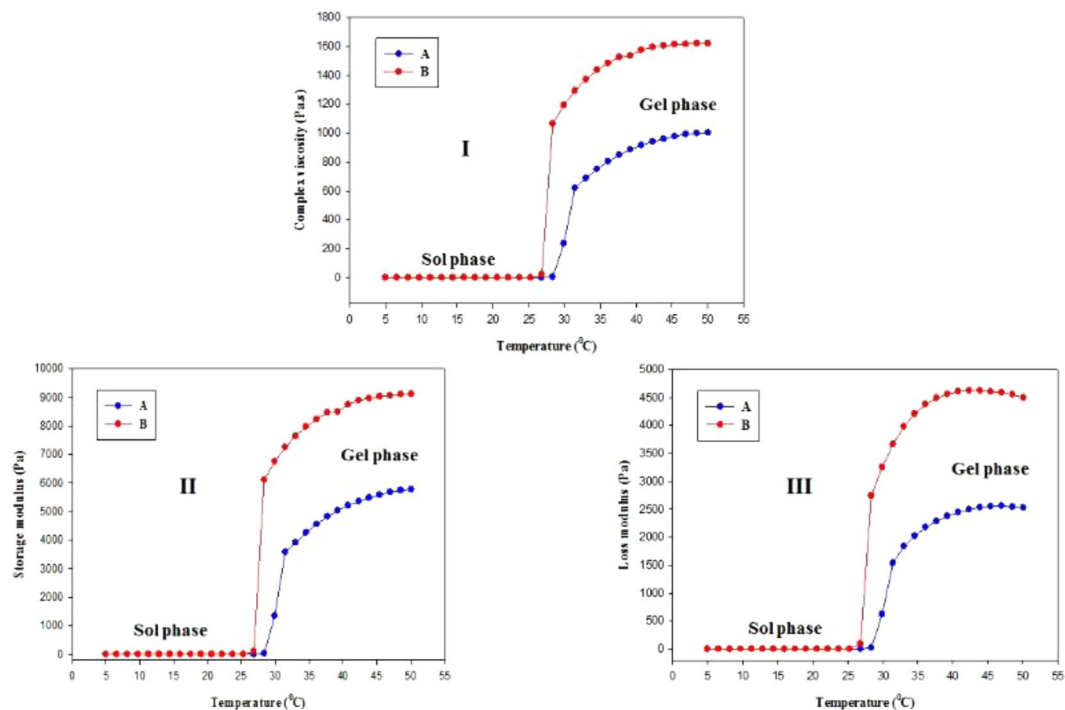 1800
1600
1400
1200
1000
800
600
400
200
0
Complex viscosity (Pa.s)
A
B
I
Gel phase
Sol phase
0 5 10 15 20 25 30 35 40 45 50 55
Temperature (⁰C)
10000
9000
8000
7000
6000
5000
4000
3000
2000
1000
0
Storage modulus (Pa)
A
B
II
Gel phase
Sol phase
0 5 10 15 20 25 30 35 40 45 50 55
Temperature (⁰C)
5000
4500
4000
3500
3000
2500
2000
1500
1000
500
0
Loss modulus (Pa)
A
B
III
Gel phase
Sol phase
0 5 10 15 20 25 30 35 40 45 50 55
Temperature (⁰C)